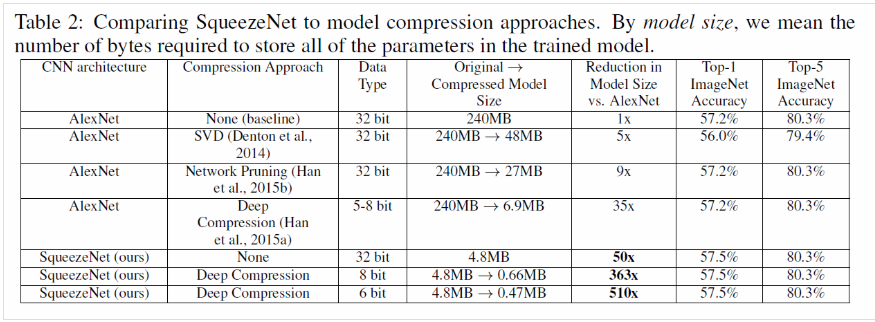 Table 2: Comparing SqueezeNet to model compression approaches. By model size, we mean the
number of bytes required to store all of the parameters in the trained model.
CNN architecture Compression Approach Data Type Original → Compressed Model Size Reduction in Model Size vs. AlexNet Top-1 ImageNet Accuracy Top-5 ImageNet Accuracy
AlexNet None (baseline) 32 bit 240MB 1x 57.2% 80.3%
AlexNet SVD (Denton et al., 2014) 32 bit 240MB → 48MB 5x 56.0% 79.4%
AlexNet Network Pruning (Han et al., 2015b) 32 bit 240MB → 27MB 9x 57.2% 80.3%
AlexNet Deep Compression (Han et al., 2015a) 5-8 bit 240MB → 6.9MB 35x 57.2% 80.3%
SqueezeNet (ours) None 32 bit 4.8MB 50x 57.5% 80.3%
SqueezeNet (ours) Deep Compression 8 bit 4.8MB → 0.66MB 363x 57.5% 80.3%
SqueezeNet (ours) Deep Compression 6 bit 4.8MB → 0.47MB 510x 57.5% 80.3%